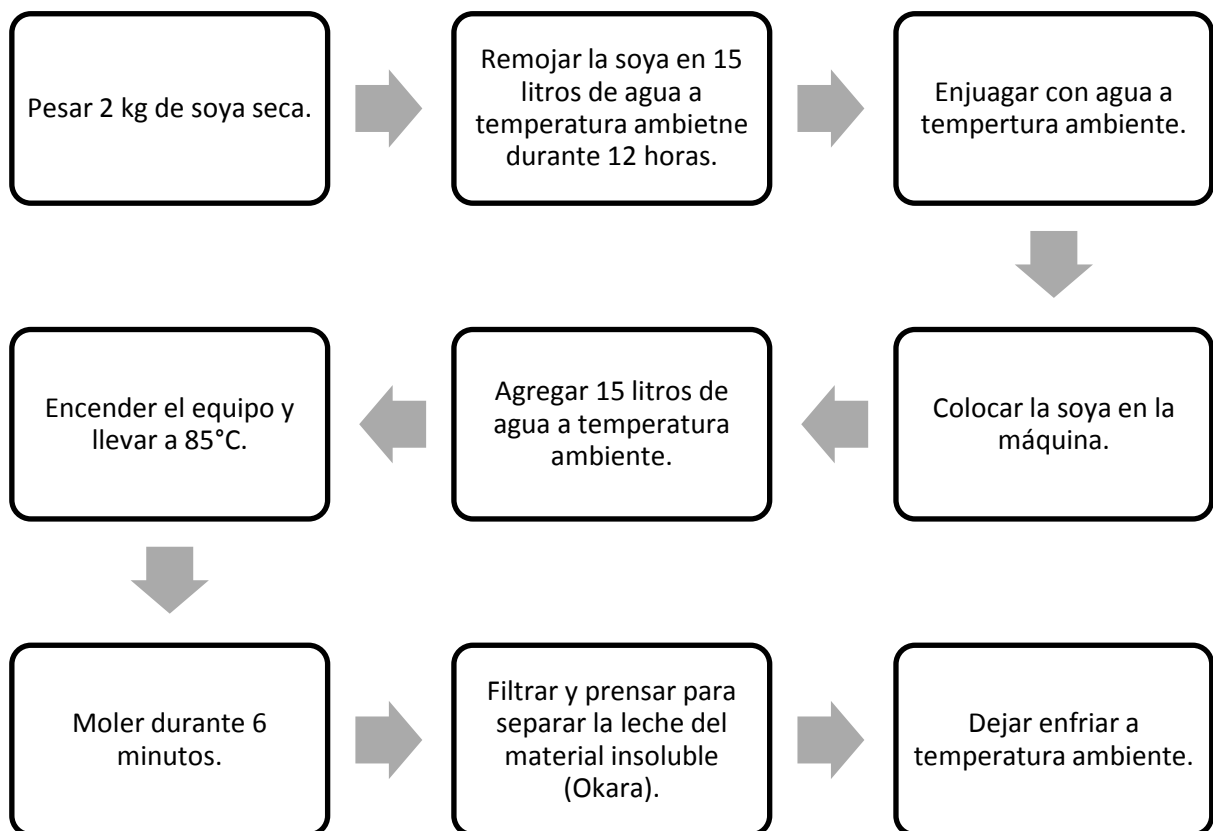 Pesar 2 kg de soya seca.
Remojar la soya en 15
litros de agua a
temperatura ambietne
durante 12 horas.
Enjuagar con agua a
tempertura ambiente.
Colocar la soya en la
máquina.
Agregar 15 litros de
agua a temperatura
ambiente.
Encender el equipo y
llevar a 85°C.
Moler durante 6
minutos.
Filtrar y prensar para
separar la leche del
material insoluble
(Okara).
Dejar enfriar a
temperatura ambiente.